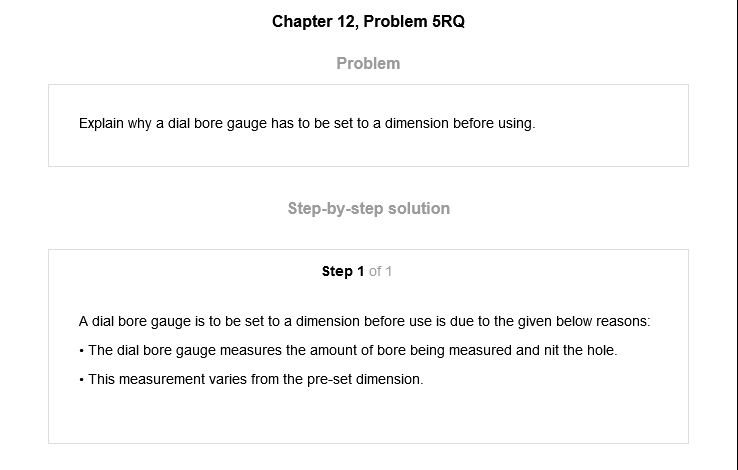 Chapter 12, Problem 5RQ
Problem
Explain why a dial bore gauge has to be set to a dimension before using.
Step-by-step solution
Step 1 of 1
A dial bore gauge is to be set to a dimension before use is due to the given below reasons:
• The dial bore gauge measures the amount of bore being measured and nit the hole.
• This measurement varies from the pre-set dimension.